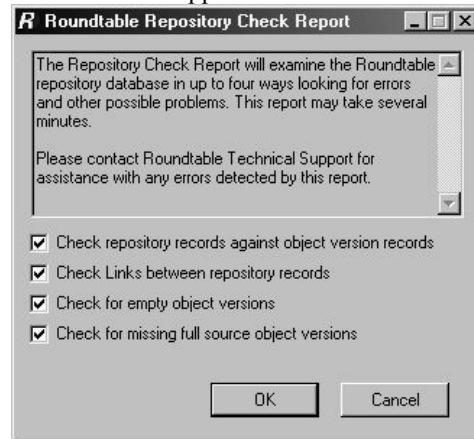 R Roundtable Repository Check Report
The Repository Check Report will examine the Roundtable
repository database in up to four ways looking for errors
and other possible problems. This report may take several
minutes.
Please contact Roundtable Technical Support for
assistance with any errors detected by this report.
Check repository records against object version records
Check Links between repository records
Check for empty object versions
Check for missing full source object versions
OK Cancel